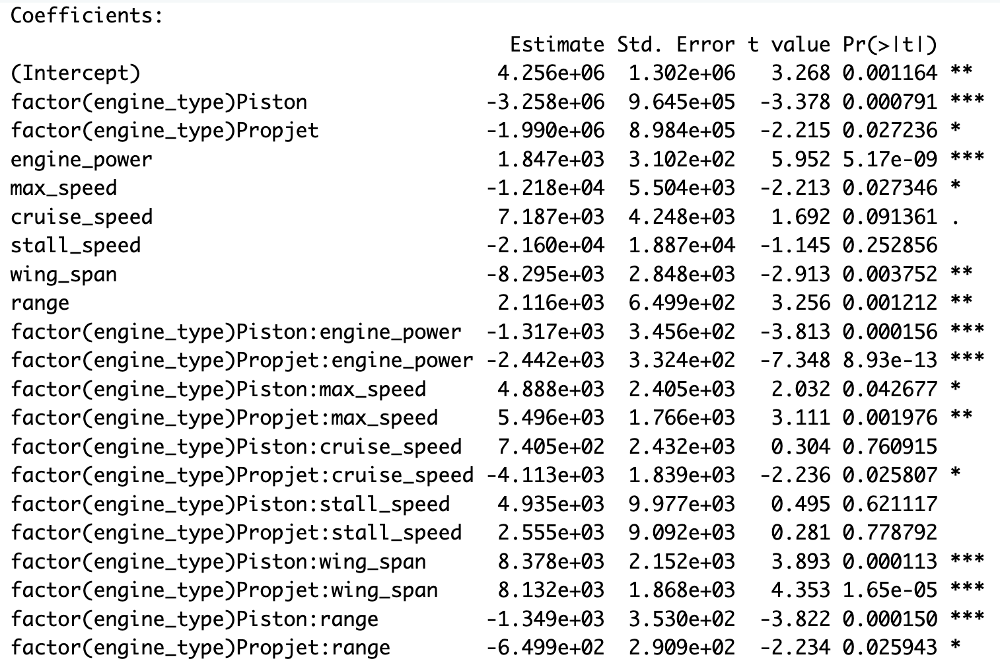 Coefficients:
Estimate Std. Error t value Pr(>|t|)
(Intercept) 4.256e+06 1.302e+06 3.268 0.001164 **
factor(engine_type)Piston -3.258e+06 9.645e+05 -3.378 0.000791 ***
factor(engine_type)Propjet -1.990e+06 8.984e+05 -2.215 0.027236 *
engine_power 1.847e+03 3.102e+02 5.952 5.17e-09 ***
max_speed -1.218e+04 5.504e+03 -2.213 0.027346 *
cruise_speed 7.187e+03 4.248e+03 1.692 0.091361 .
stall_speed -2.160e+04 1.887e+04 -1.145 0.252856
wing_span -8.295e+03 2.848e+03 -2.913 0.003752 **
range 2.116e+03 6.499e+02 3.256 0.001212 **
factor(engine_type)Piston:engine_power -1.317e+03 3.456e+02 -3.813 0.000156 ***
factor(engine_type)Propjet:engine_power -2.442e+03 3.324e+02 -7.348 8.93e-13 ***
factor(engine_type)Piston:max_speed 4.888e+03 2.405e+03 2.032 0.042677 *
factor(engine_type)Propjet:max_speed 5.496e+03 1.766e+03 3.111 0.001976 **
factor(engine_type)Piston:cruise_speed 7.405e+02 2.432e+03 0.304 0.760915
factor(engine_type)Propjet:cruise_speed -4.113e+03 1.839e+03 -2.236 0.025807 *
factor(engine_type)Piston:stall_speed 4.935e+03 9.977e+03 0.495 0.621117
factor(engine_type)Propjet:stall_speed 2.555e+03 9.092e+03 0.281 0.778792
factor(engine_type)Piston:wing_span 8.378e+03 2.152e+03 3.893 0.000113 ***
factor(engine_type)Propjet:wing_span 8.132e+03 1.868e+03 4.353 1.65e-05 ***
factor(engine_type)Piston:range -1.349e+03 3.530e+02 -3.822 0.000150 ***
factor(engine_type)Propjet:range -6.499e+02 2.909e+02 -2.234 0.025943 *